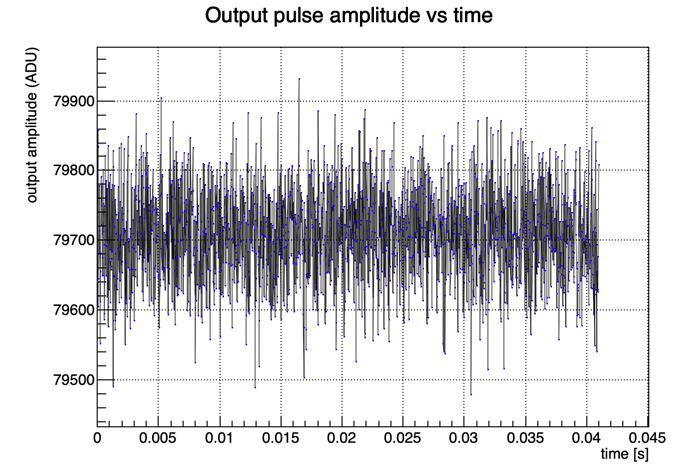 Output pulse amplitude vs time
output amplitude (ADU)
79900
79800
79700
79600
79500
0 0.005 0.01 0.015 0.02 0.025 0.03 0.035 0.04 0.045
time [s]